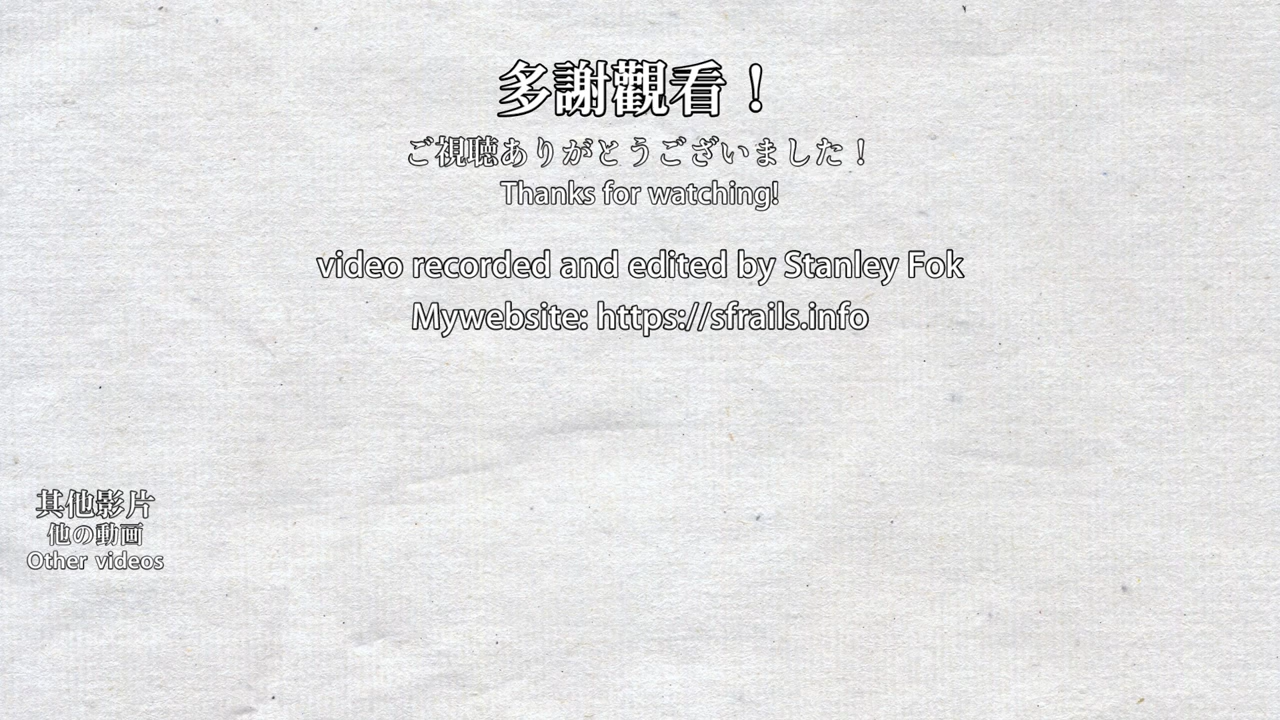 多謝觀看！
ご視聴ありがとうございました！
Thanks for watching!
video recorded and edited by Stanley Fok
Mywebsite: https://sfrails.info
其他影片
他の動画
Other videos